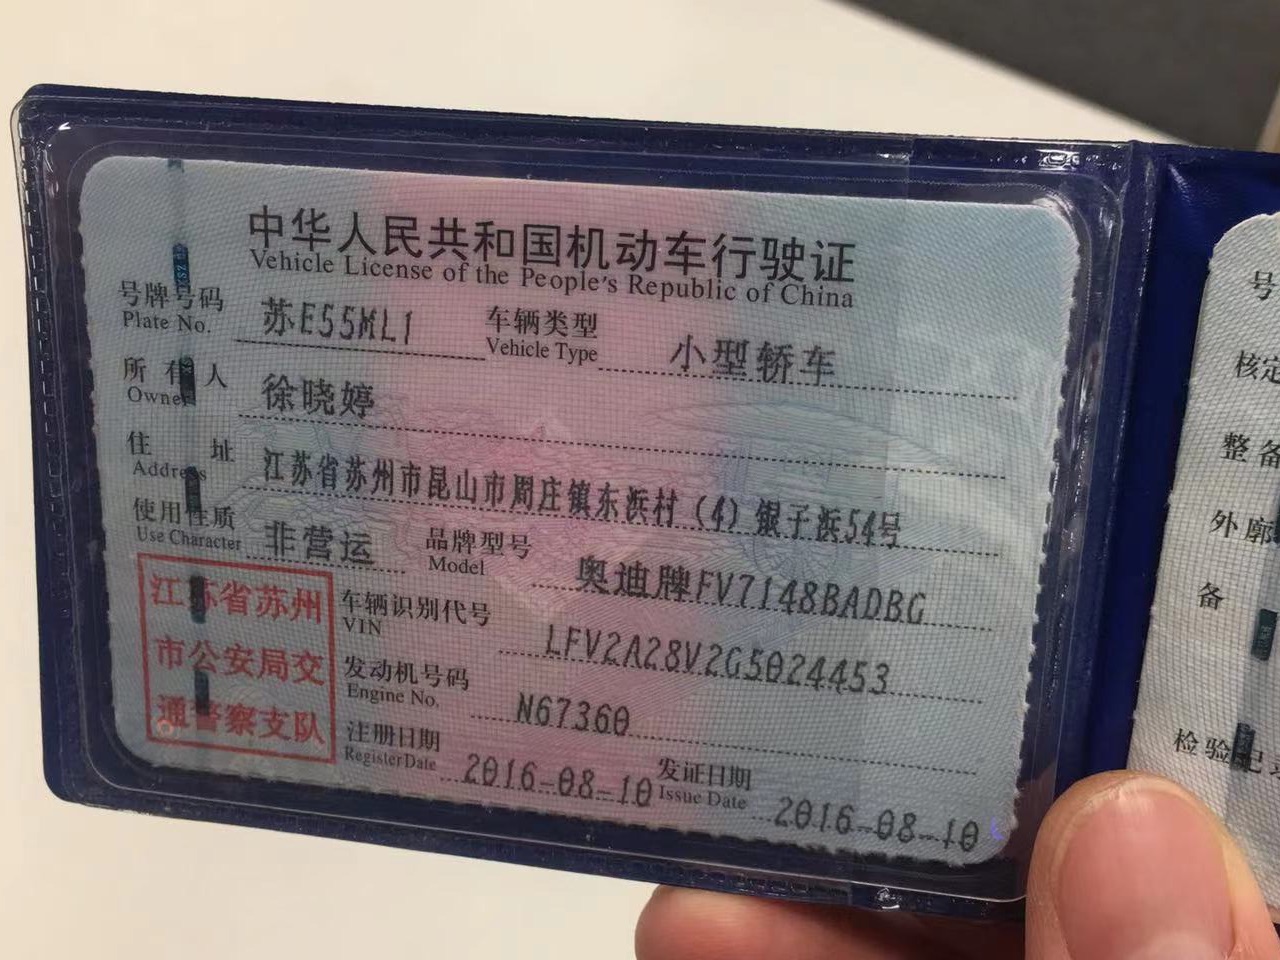 中华人民共和国机动车行驶证
Vehicle License of the People's Republic of China
号牌号码 苏E55ML1 车辆类型 小型轿车
Plate No. Vehicle Type
所有人 徐晓婷
Owner
住址 江苏省苏州市昆山市周庄镇东浜村（4）银子浜54号
Address
使用性质 非营运 品牌型号 奥迪牌FV7148BADBG
Use Character Model
江苏省苏州
市公安局交
通警察支队
车辆识别代号 LFV2A28V2G5024453
VIN
发动机号码 N67360
Engine No.
注册日期 2016-08-10 发证日期 2016-08-10
Register Date Issue Date
号
核定
整备
外廓
备
检验记